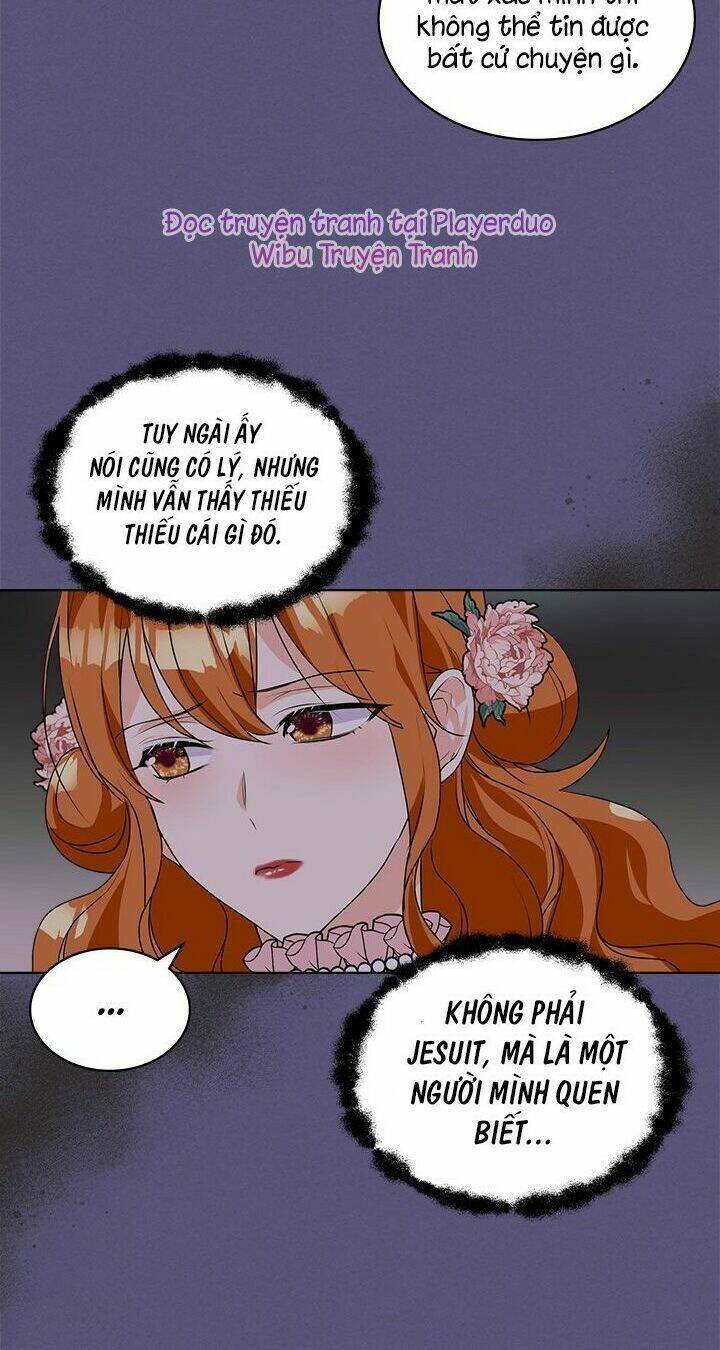 không thể tin được
bất cứ chuyện gì.
Đọc truyện tranh tại Playerduo
Wibu Truyện Tranh
TUY NGÀI ẤY
NÓI CŨNG CÓ LÝ, NHƯNG
MÌNH VẪN THẤY THIẾU
THIẾU CÁI GÌ ĐÓ.
...
KHÔNG PHẢI
JESUIT, MÀ LÀ MỘT
NGƯỜI MÌNH QUEN
BIẾT...